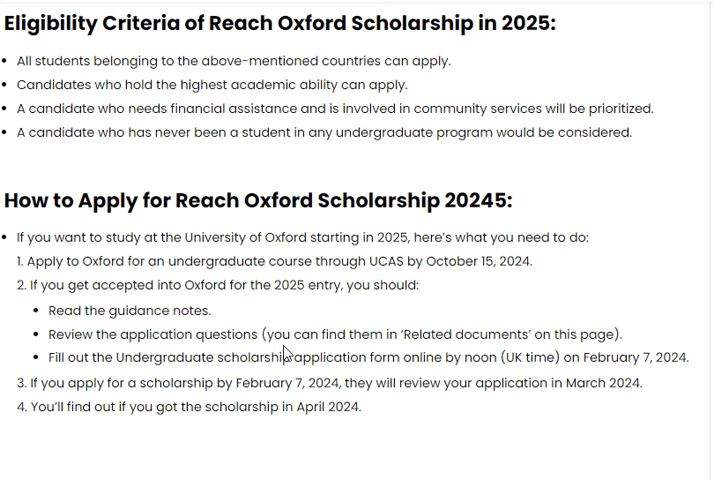 Eligibility Criteria of Reach Oxford Scholarship in 2025:
• All students belonging to the above-mentioned countries can apply.
• Candidates who hold the highest academic ability can apply.
• A candidate who needs financial assistance and is involved in community services will be prioritized.
• A candidate who has never been a student in any undergraduate program would be considered.
How to Apply for Reach Oxford Scholarship 20245:
• If you want to study at the University of Oxford starting in 2025, here's what you need to do:
1. Apply to Oxford for an undergraduate course through UCAS by October 15, 2024.
2. If you get accepted into Oxford for the 2025 entry, you should:
• Read the guidance notes.
• Review the application questions (you can find them in 'Related documents' on this page).
• Fill out the Undergraduate scholarship application form online by noon (UK time) on February 7, 2024.
3. If you apply for a scholarship by February 7, 2024, they will review your application in March 2024.
4. You'll find out if you got the scholarship in April 2024.